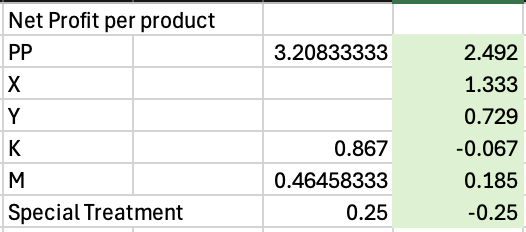 Net Profit per product
PP 3.20833333 2.492
X 1.333
Y 0.729
K 0.867 -0.067
M 0.46458333 0.185
Special Treatment 0.25 -0.25